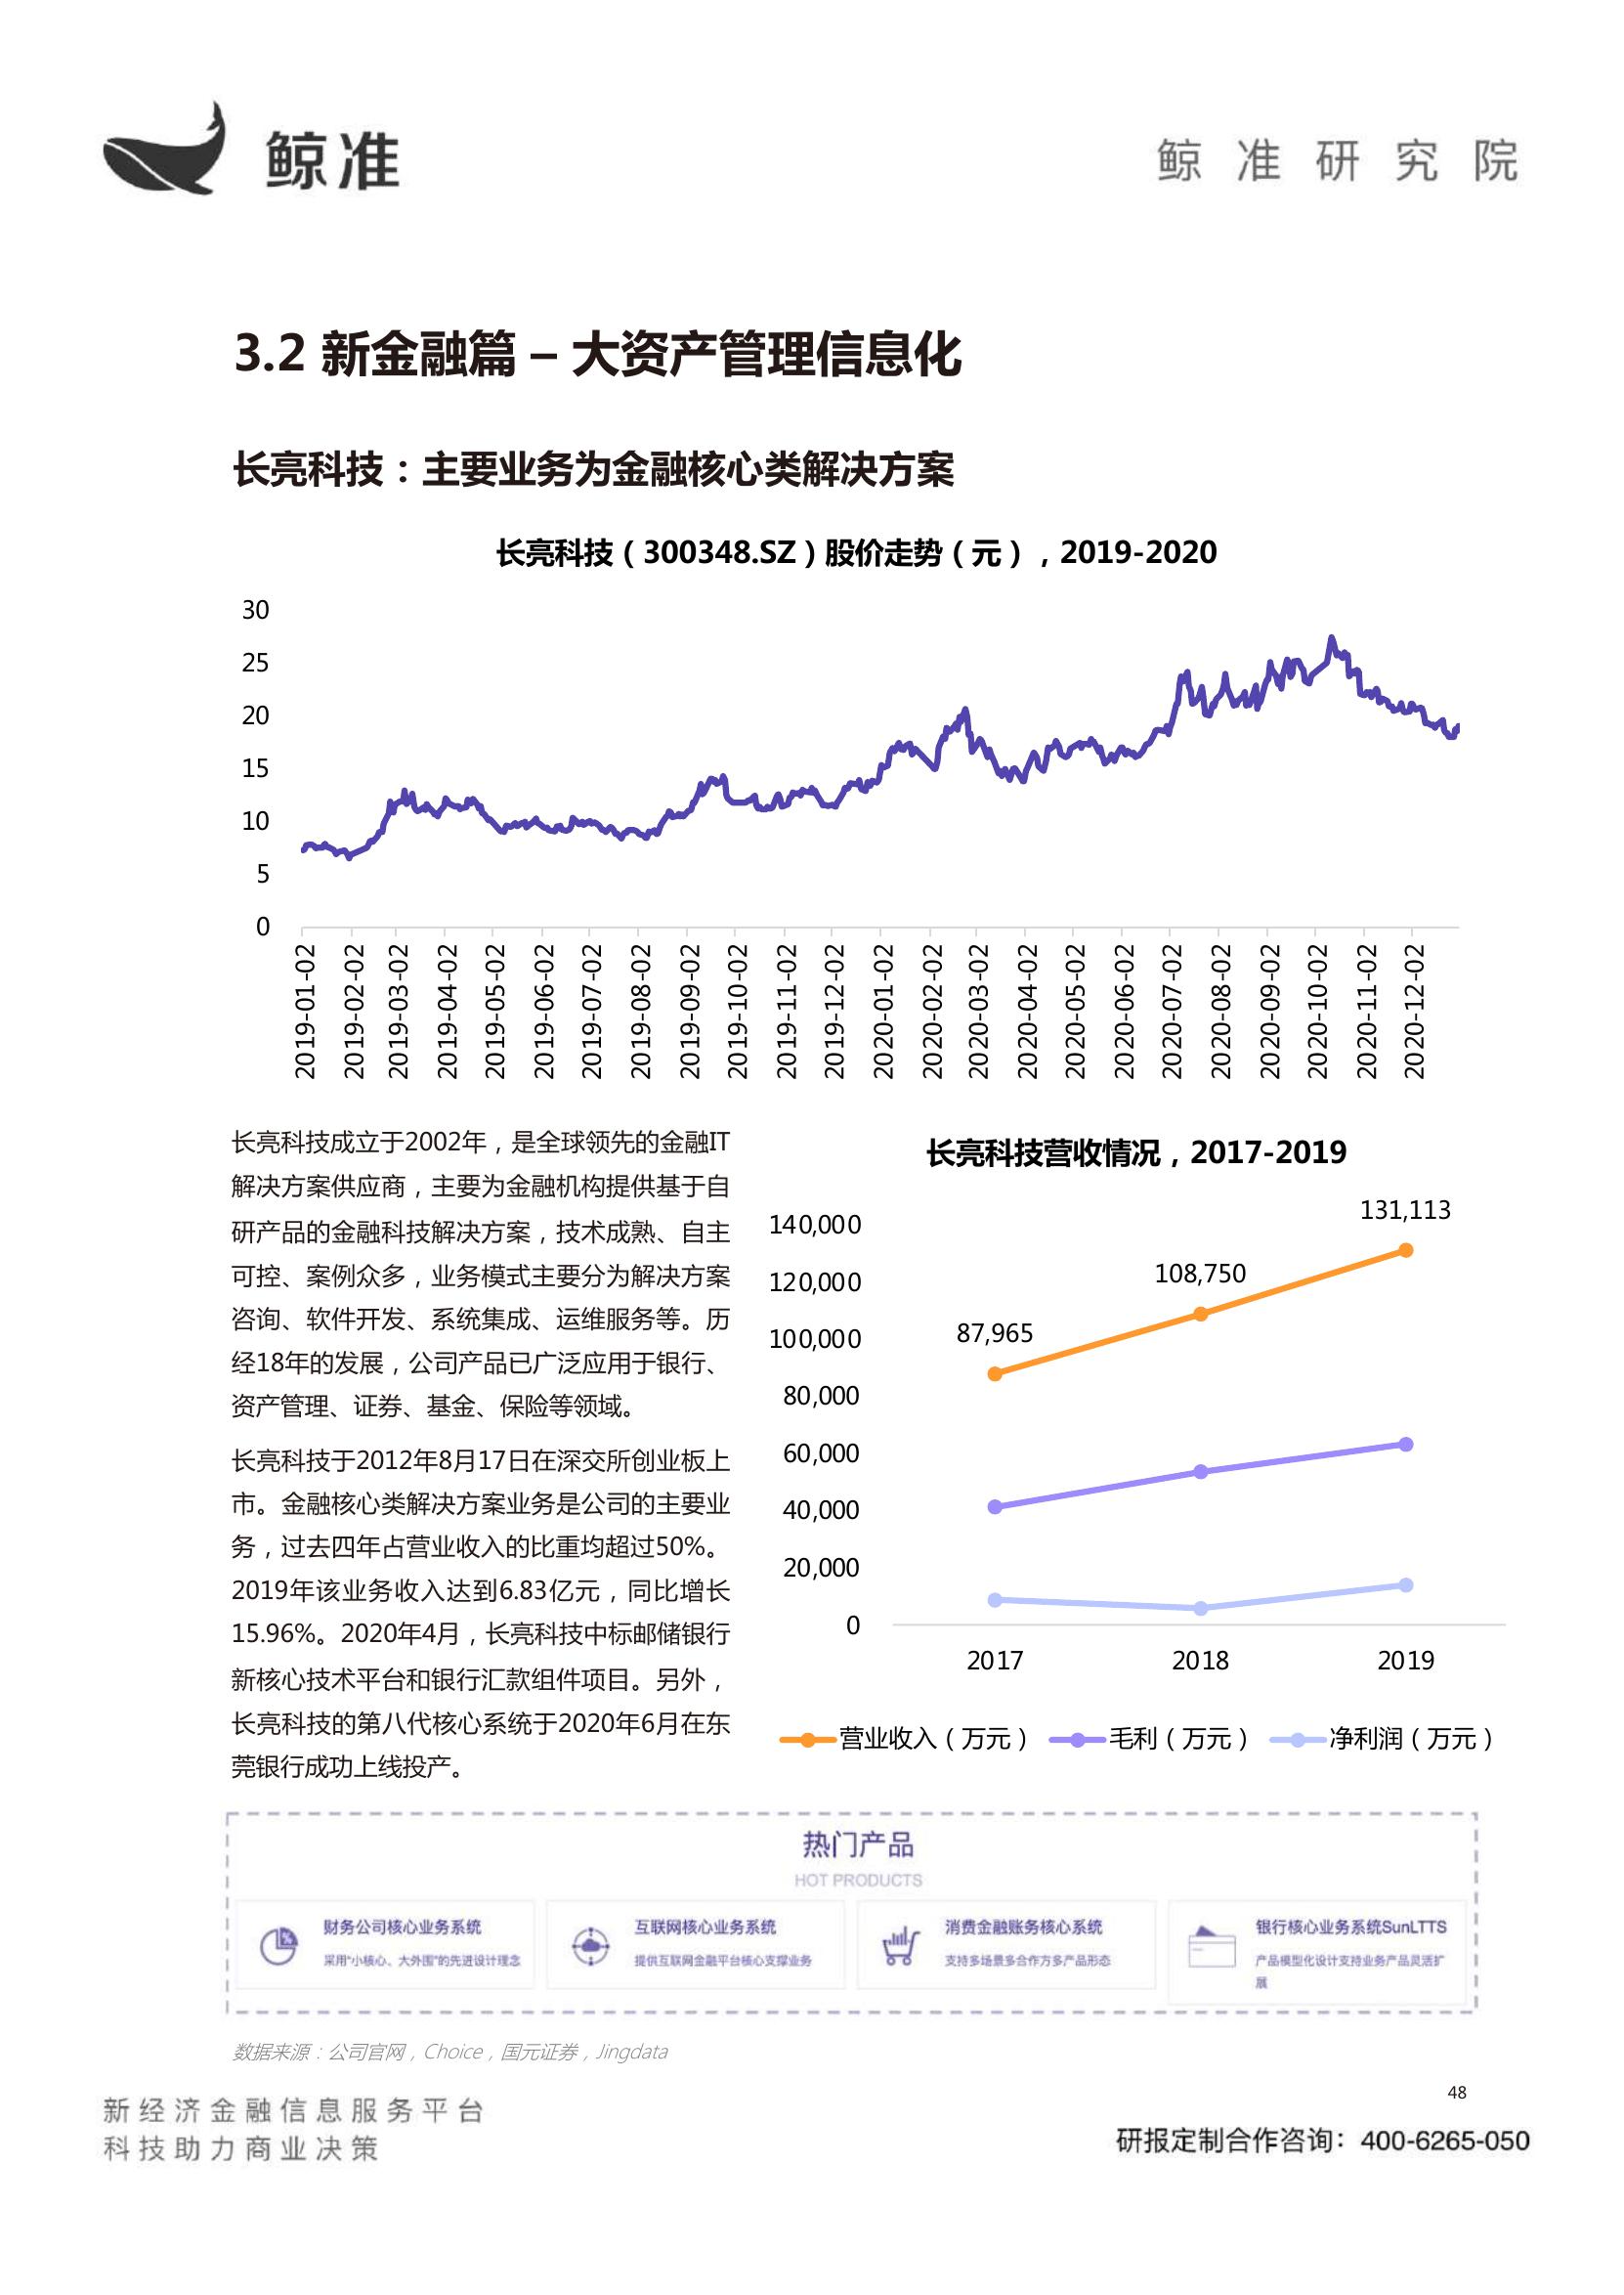 鲸准
鲸准研究院
3.2 新金融篇 – 大资产管理信息化
长亮科技：主要业务为金融核心类解决方案
长亮科技（300348.SZ）股价走势（元），2019-2020
30
25
20
15
10
5
0
2019-01-02
2019-02-02
2019-03-02
2019-04-02
2019-05-02
2019-06-02
2019-07-02
2019-08-02
2019-09-02
2019-10-02
2019-11-02
2019-12-02
2020-01-02
2020-02-02
2020-03-02
2020-04-02
2020-05-02
2020-06-02
2020-07-02
2020-08-02
2020-09-02
2020-10-02
2020-11-02
2020-12-02
长亮科技成立于2002年，是全球领先的金融IT
解决方案供应商，主要为金融机构提供基于自
研产品的金融科技解决方案，技术成熟、自主
可控、案例众多，业务模式主要分为解决方案
咨询、软件开发、系统集成、运维服务等。历
经18年的发展，公司产品已广泛应用于银行、
资产管理、证券、基金、保险等领域。
长亮科技于2012年8月17日在深交所创业板上
市。金融核心类解决方案业务是公司的主要业
务，过去四年占营业收入的比重均超过50%。
2019年该业务收入达到6.83亿元，同比增长
15.96%。2020年4月，长亮科技中标邮储银行
新核心技术平台和银行汇款组件项目。另外，
长亮科技的第八代核心系统于2020年6月在东
莞银行成功上线投产。
长亮科技营收情况，2017-2019
140,000
120,000
100,000
80,000
60,000
40,000
20,000
0
87,965
108,750
131,113
2017
2018
2019
营业收入（万元）
毛利（万元）
净利润（万元）
热门产品
HOT PRODUCTS
财务公司核心业务系统
采用“小核心、大外围”的先进设计理念
互联网核心业务系统
提供互联网金融平台核心支撑业务
消费金融账务核心系统
支持多场景多合作方多产品形态
银行核心业务系统SunLTTS
产品模型化设计支持业务产品灵活扩
展
数据来源：公司官网，Choice，国元证券，Jingdata
48
新经济金融信息服务平台
科技助力商业决策
研报定制合作咨询：400-6265-050